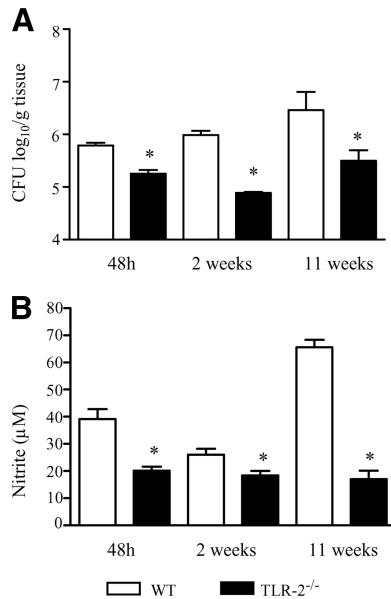 A
CFU log10/g tissue
8
7
6
5
4
*
*
*
48h
2 weeks
11 weeks
B
Nitrite (µM)
80
70
60
50
40
30
20
10
0
*
*
*
48h
2 weeks
11 weeks
WT
TLR-2-/-